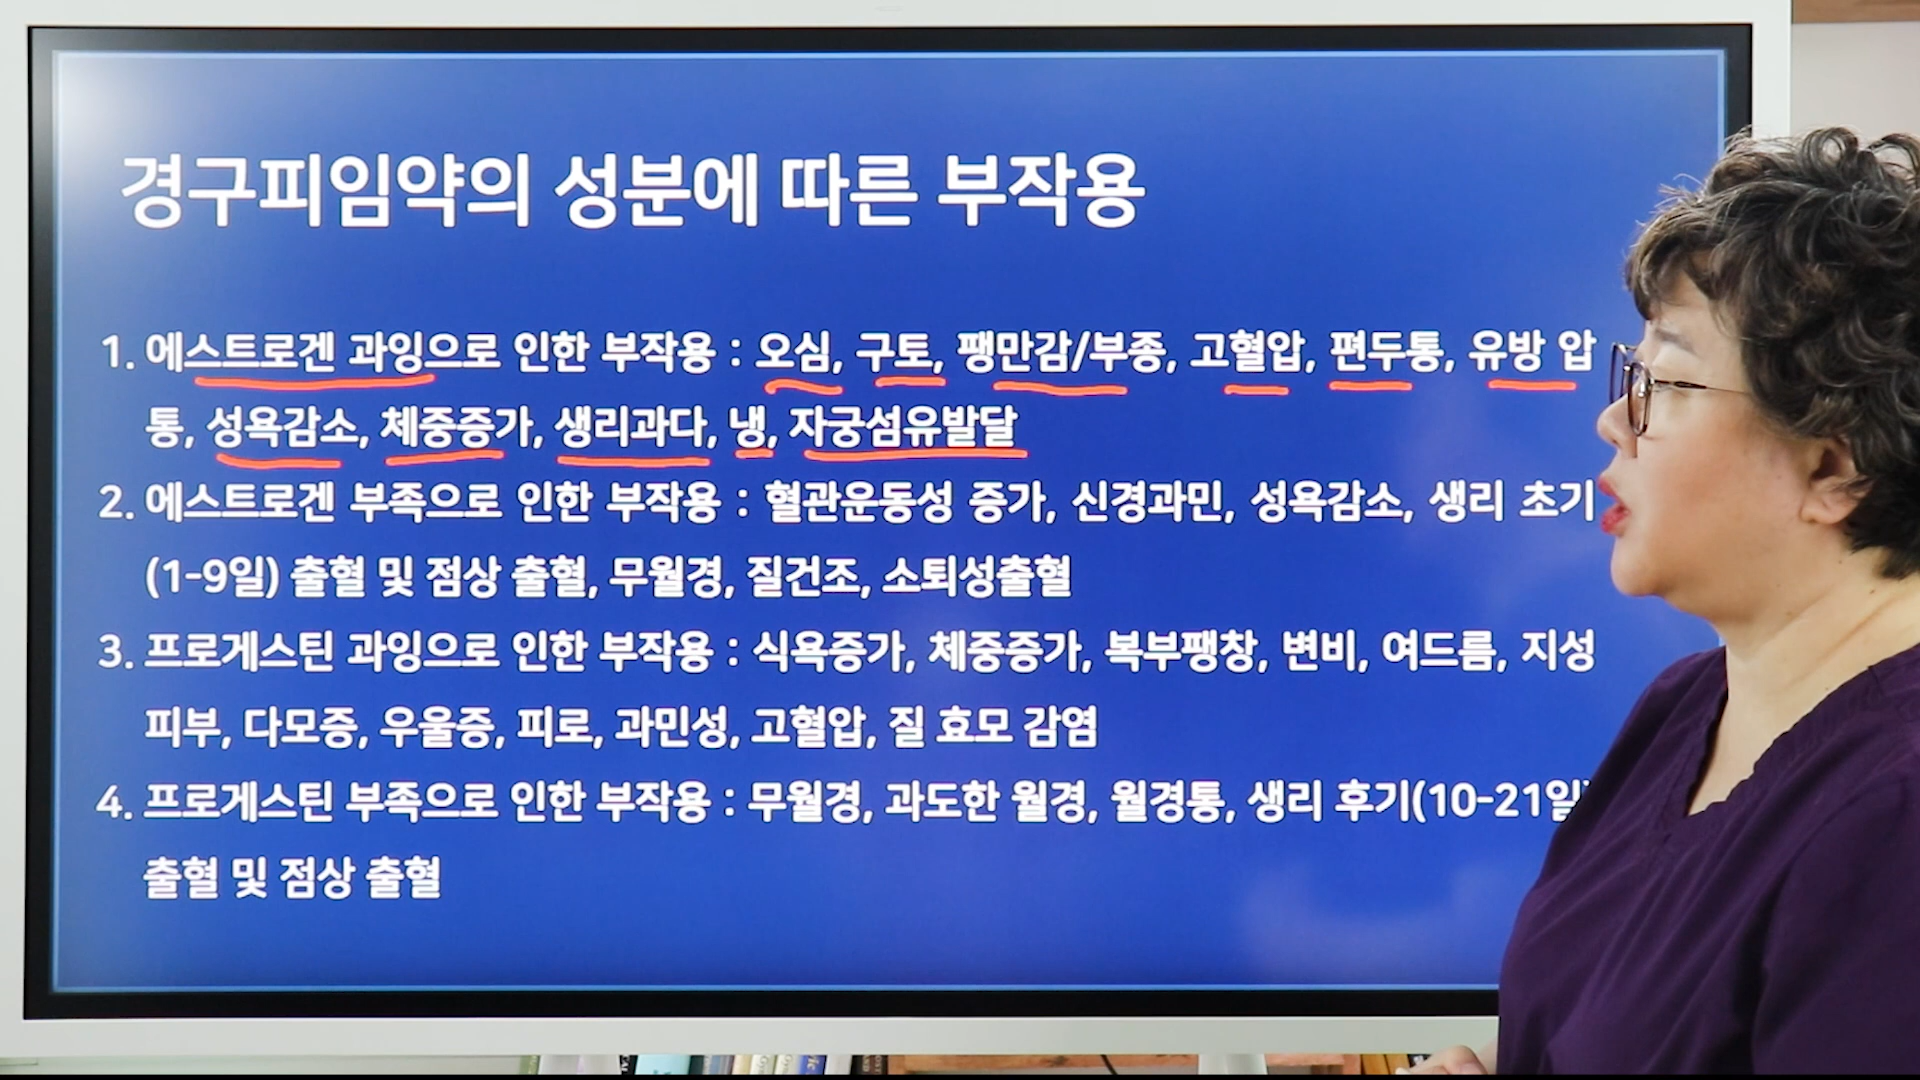 경구피임약의 성분에 따른 부작용
1. 에스트로겐 과잉으로 인한 부작용 : 오심, 구토, 팽만감/부종, 고혈압, 편두통, 유방 압
통, 성욕감소, 체중증가, 생리과다, 냉, 자궁섬유발달
2. 에스트로겐 부족으로 인한 부작용 : 혈관운동성 증가, 신경과민, 성욕감소, 생리 초기
(1-9일) 출혈 및 점상 출혈, 무월경, 질건조, 소퇴성출혈
3. 프로게스틴 과잉으로 인한 부작용 : 식욕증가, 체중증가, 복부팽창, 변비, 여드름, 지성
피부, 다모증, 우울증, 피로, 과민성, 고혈압, 질 효모 감염
4. 프로게스틴 부족으로 인한 부작용 : 무월경, 과도한 월경, 월경통, 생리 후기(10-21일)
출혈 및 점상 출혈